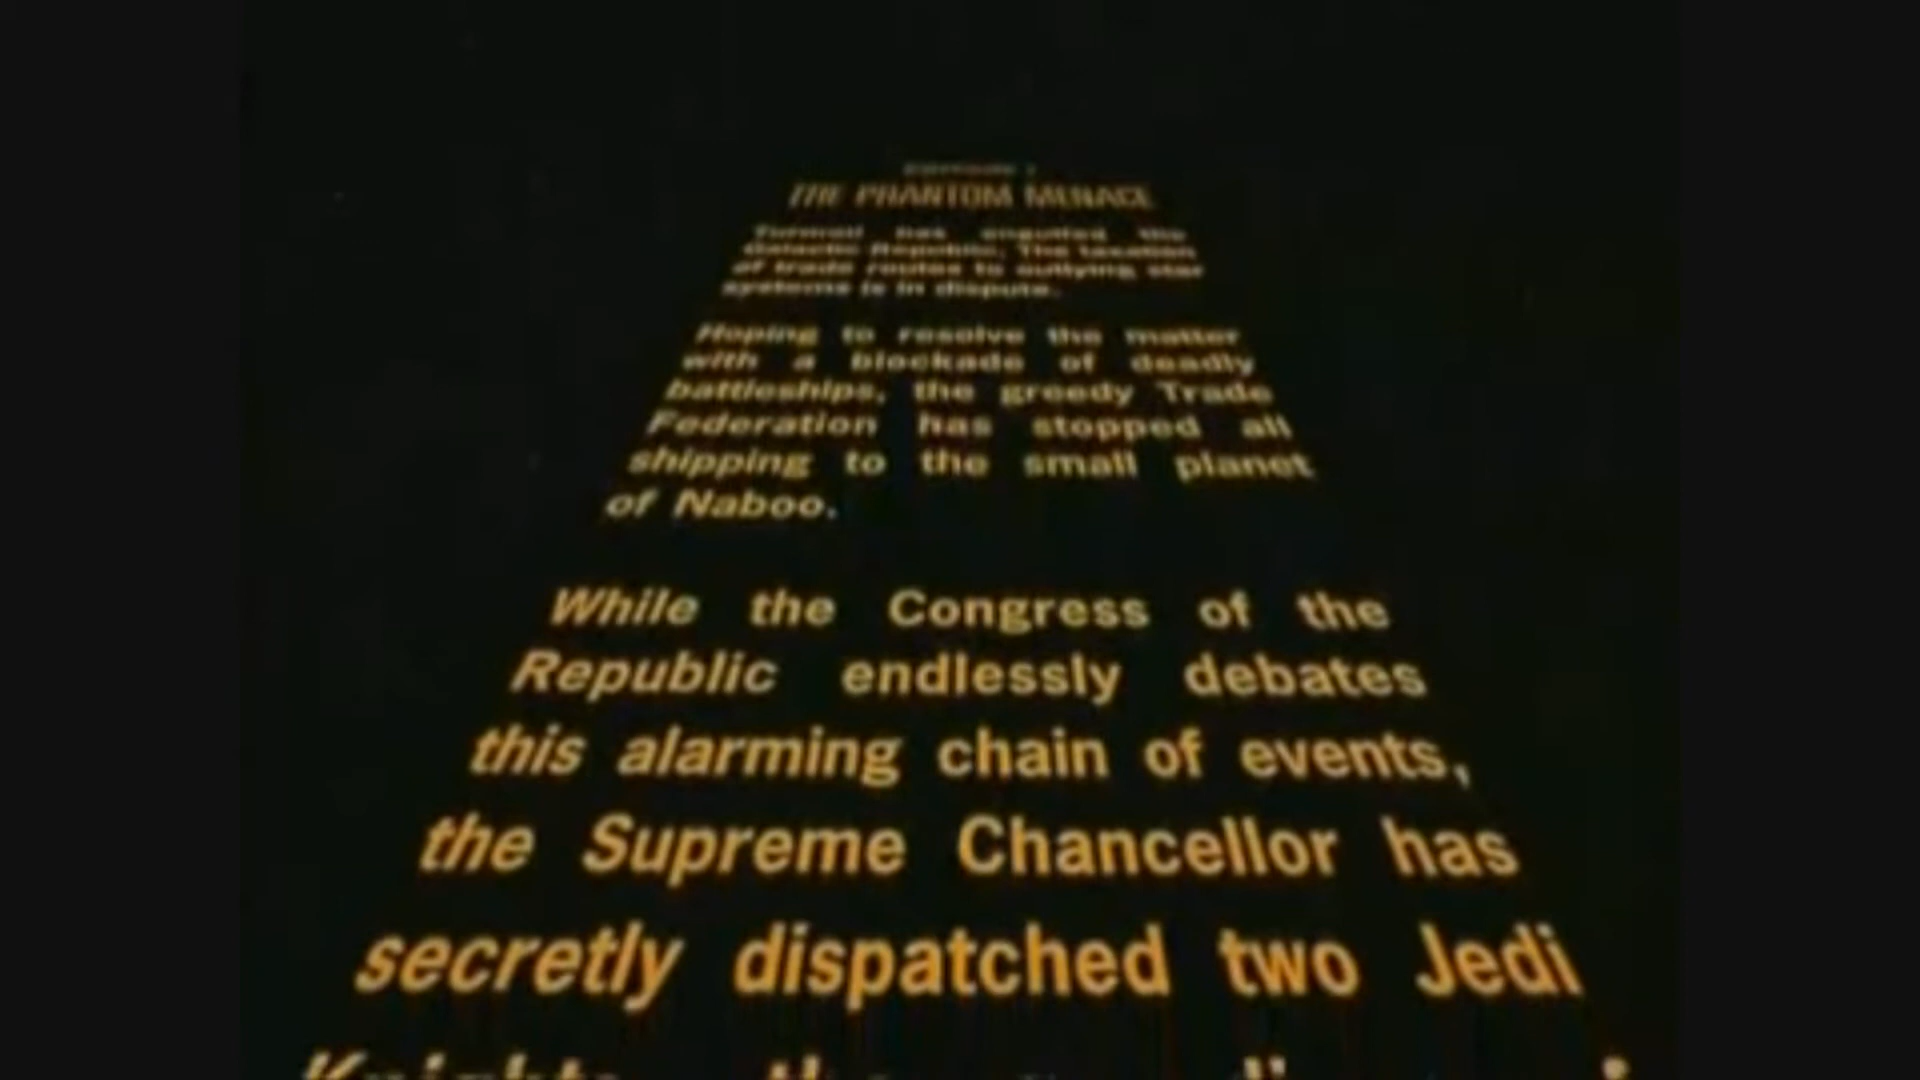 THE PHANTOM MENACE
Turmoil has engulfed the
Galactic Republic. The taxation
of trade routes to outlying star
systems is in dispute.
Hoping to resolve the matter
with a blockade of deadly
battleships, the greedy Trade
Federation has stopped all
shipping to the small planet
of Naboo.
While the Congress of the
Republic endlessly debates
this alarming chain of events,
the Supreme Chancellor has
secretly dispatched two Jedi